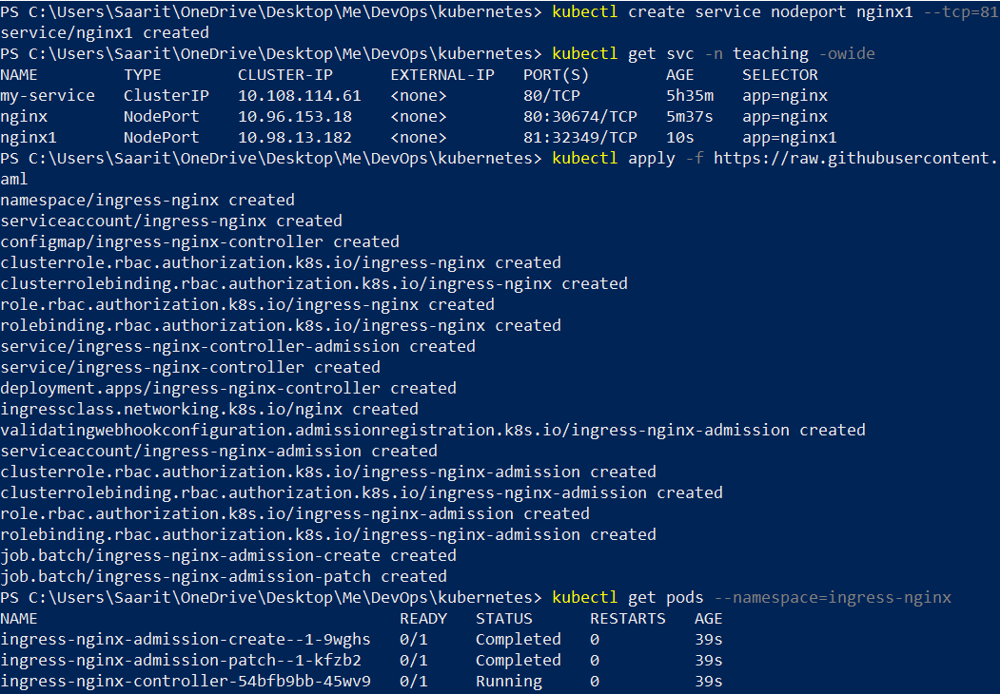 PS C:\Users\Saarit\OneDrive\Desktop\Me\DevOps\kubernetes> kubectl create service nodeport nginx1 --tcp=81
service/nginx1 created
PS C:\Users\Saarit\OneDrive\Desktop\Me\DevOps\kubernetes> kubectl get svc -n teaching -owide
NAME TYPE CLUSTER-IP EXTERNAL-IP PORT(S) AGE SELECTOR
my-service ClusterIP 10.108.114.61 <none> 80/TCP 5h35m app=nginx
nginx NodePort 10.96.153.18 <none> 80:30674/TCP 5m37s app=nginx
nginx1 NodePort 10.98.13.182 <none> 81:32349/TCP 10s app=nginx1
PS C:\Users\Saarit\OneDrive\Desktop\Me\DevOps\kubernetes> kubectl apply -f https://raw.githubusercontent.
aml
namespace/ingress-nginx created
serviceaccount/ingress-nginx created
configmap/ingress-nginx-controller created
clusterrole.rbac.authorization.k8s.io/ingress-nginx created
clusterrolebinding.rbac.authorization.k8s.io/ingress-nginx created
role.rbac.authorization.k8s.io/ingress-nginx created
rolebinding.rbac.authorization.k8s.io/ingress-nginx created
service/ingress-nginx-controller-admission created
service/ingress-nginx-controller created
deployment.apps/ingress-nginx-controller created
ingressclass.networking.k8s.io/nginx created
validatingwebhookconfiguration.admissionregistration.k8s.io/ingress-nginx-admission created
serviceaccount/ingress-nginx-admission created
clusterrole.rbac.authorization.k8s.io/ingress-nginx-admission created
clusterrolebinding.rbac.authorization.k8s.io/ingress-nginx-admission created
role.rbac.authorization.k8s.io/ingress-nginx-admission created
rolebinding.rbac.authorization.k8s.io/ingress-nginx-admission created
job.batch/ingress-nginx-admission-create created
job.batch/ingress-nginx-admission-patch created
PS C:\Users\Saarit\OneDrive\Desktop\Me\DevOps\kubernetes> kubectl get pods --namespace=ingress-nginx
NAME READY STATUS RESTARTS AGE
ingress-nginx-admission-create--1-9wghs 0/1 Completed 0 39s
ingress-nginx-admission-patch--1-kfzb2 0/1 Completed 0 39s
ingress-nginx-controller-54bfb9bb-45wv9 0/1 Running 0 39s